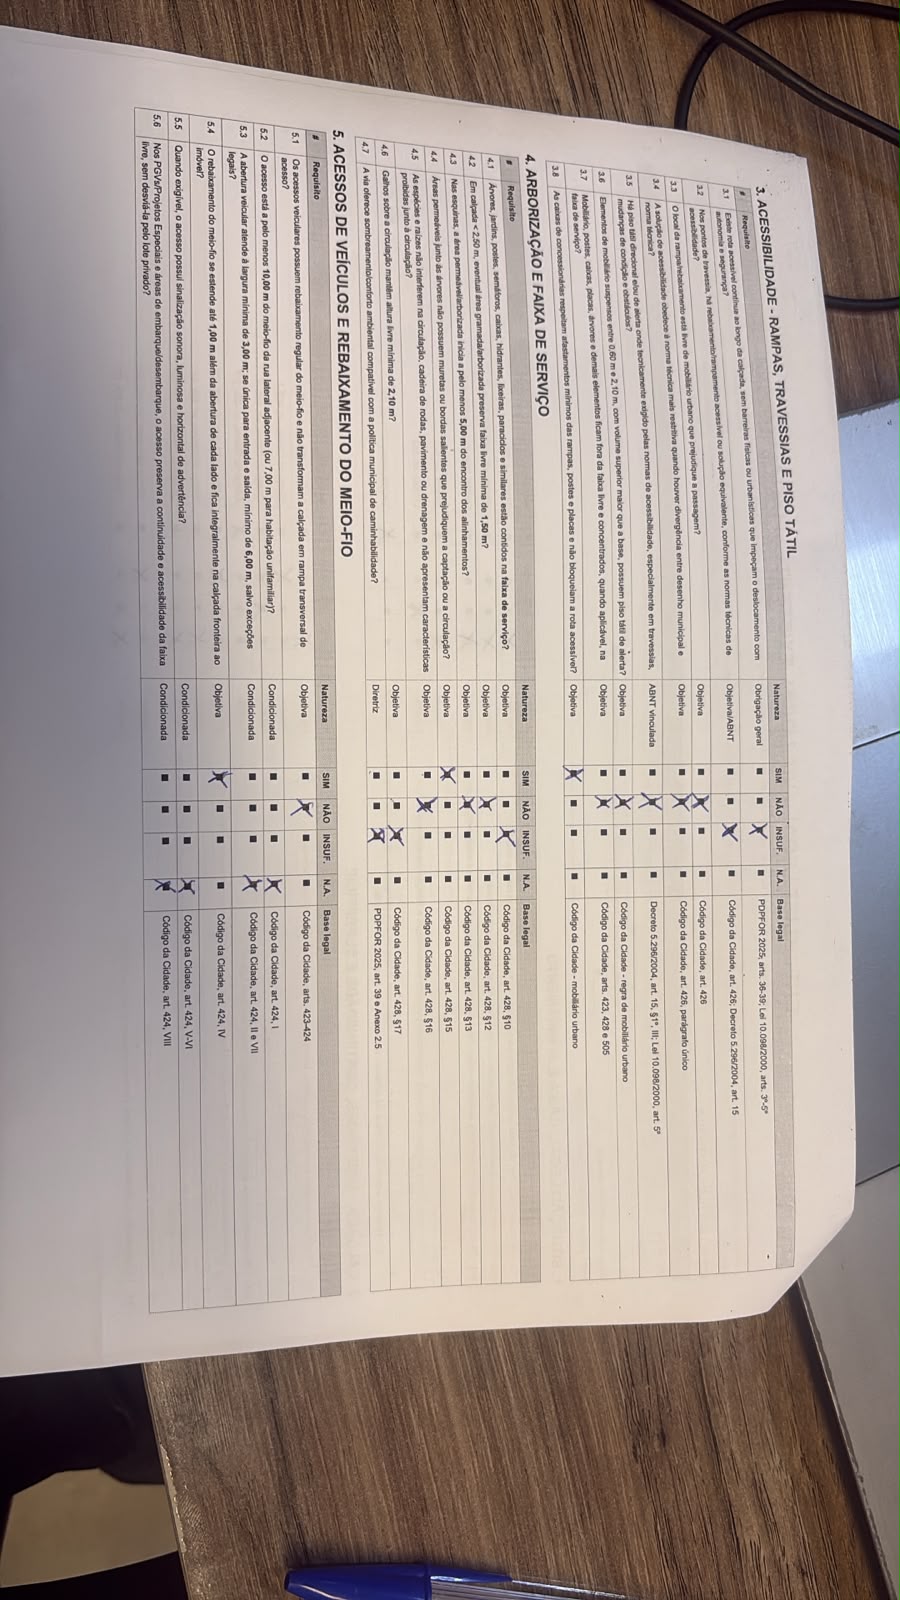 3. ACESSIBILIDADE - RAMPAS, TRAVESSIAS E PISO TÁTIL
# Requisito Natureza SIM NÃO INSUF. N.A. Base legal
3.1 Existe rota acessível contínua ao longo da calçada, sem barreiras físicas ou urbanísticas que impeçam o deslocamento com autonomia e segurança? Obrigação geral ■ ■ ■ ■ PDPFOR 2025, arts. 36-39; Lei 10.098/2000, arts. 3º-5º
3.2 Nos pontos de travessia, há rebaixamento/rampamento acessível ou solução equivalente, conforme as normas técnicas de acessibilidade? Objetiva/ABNT ■ ■ ■ ■ Código da Cidade, art. 426; Decreto 5.296/2004, art. 15
3.3 O local da rampa/rebaixamento está livre de mobiliário urbano que prejudique a passagem? Objetiva ■ ■ ■ ■ Código da Cidade, art. 426
3.4 A solução de acessibilidade obedece à norma técnica mais restritiva quando houver divergência entre desenho municipal e norma técnica? Objetiva ■ ■ ■ ■ Código da Cidade, art. 426, parágrafo único
3.5 Há piso tátil direcional e/ou de alerta onde tecnicamente exigido pelas normas de acessibilidade, especialmente em travessias, mudanças de condição e obstáculos? ABNT vinculada ■ ■ ■ ■ Decreto 5.296/2004, art. 15, §1º, III; Lei 10.098/2000, art. 5º
3.6 Elementos de mobiliário suspensos entre 0,60 m e 2,10 m, com volume superior maior que a base, possuem piso tátil de alerta? Objetiva ■ ■ ■ ■ Código da Cidade - regra de mobiliário urbano
3.7 Mobiliário, postes, caixas, placas, árvores e demais elementos ficam fora da faixa livre e concentrados, quando aplicável, na faixa de serviço? Objetiva ■ ■ ■ ■ Código da Cidade, arts. 423, 428 e 505
3.8 As caixas de concessionárias respeitam afastamentos mínimos das rampas, postes e placas e não bloqueiam a rota acessível? Objetiva ■ ■ ■ ■ Código da Cidade - mobiliário urbano
4. ARBORIZAÇÃO E FAIXA DE SERVIÇO
# Requisito Natureza SIM NÃO INSUF. N.A. Base legal
4.1 Árvores, jardins, postes, semáforos, caixas, hidrantes, lixeiras, paraciclos e similares estão contidos na faixa de serviço? Objetiva ■ ■ ■ ■ Código da Cidade, art. 428, §10
4.2 Em calçada < 2,50 m, eventual área gramada/arborizada preserva faixa livre mínima de 1,50 m? Objetiva ■ ■ ■ ■ Código da Cidade, art. 428, §12
4.3 Nas esquinas, a área permeável/arborizada inicia a pelo menos 5,00 m do encontro dos alinhamentos? Objetiva ■ ■ ■ ■ Código da Cidade, art. 428, §13
4.4 Áreas permeáveis junto às árvores não possuem muretas ou bordas salientes que prejudiquem a captação ou a circulação? Objetiva ■ ■ ■ ■ Código da Cidade, art. 428, §15
4.5 As espécies e raízes não interferem na circulação, cadeira de rodas, pavimento ou drenagem e não apresentam características proibidas junto à circulação? Objetiva ■ ■ ■ ■ Código da Cidade, art. 428, §16
4.6 Galhos sobre a circulação mantêm altura livre mínima de 2,10 m? Objetiva ■ ■ ■ ■ Código da Cidade, art. 428, §17
4.7 A via oferece sombreamento/conforto ambiental compatível com a política municipal de caminhabilidade? Diretriz ■ ■ ■ ■ PDPFOR 2025, art. 39 e Anexo 2.5
5. ACESSOS DE VEÍCULOS E REBAIXAMENTO DO MEIO-FIO
# Requisito Natureza SIM NÃO INSUF. N.A. Base legal
5.1 Os acessos veiculares possuem rebaixamento regular do meio-fio e não transformam a calçada em rampa transversal de acesso? Objetiva ■ ■ ■ ■ Código da Cidade, arts. 423-424
5.2 O acesso está a pelo menos 10,00 m do meio-fio da rua lateral adjacente (ou 7,00 m para habitação unifamiliar)? Condicionada ■ ■ ■ ■ Código da Cidade, art. 424, I
5.3 A abertura veicular atende à largura mínima de 3,00 m; se única para entrada e saída, mínimo de 6,00 m, salvo exceções legais? Condicionada ■ ■ ■ ■ Código da Cidade, art. 424, II e VII
5.4 O rebaixamento do meio-fio se estende até 1,00 m além da abertura de cada lado e fica integralmente na calçada fronteira ao imóvel? Objetiva ■ ■ ■ ■ Código da Cidade, art. 424, IV
5.5 Quando exigível, o acesso possui sinalização sonora, luminosa e horizontal de advertência? Condicionada ■ ■ ■ ■ Código da Cidade, art. 424, V-VI
5.6 Nos PGVs/Projetos Especiais e áreas de embarque/desembarque, o acesso preserva a continuidade e acessibilidade da faixa livre, sem desviá-la pelo lote privado? Condicionada ■ ■ ■ ■ Código da Cidade, art. 424, VIII